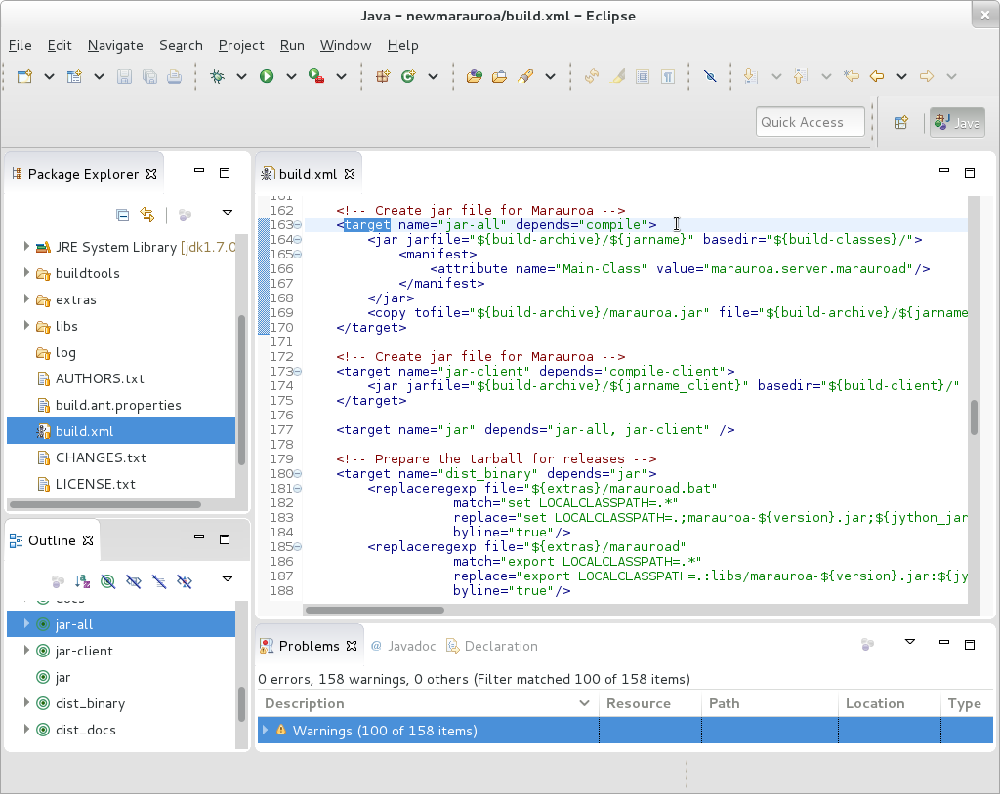 Java – newmarauroa/build.xml – Eclipse
File Edit Navigate Search Project Run Window Help
Quick Access
Java
Package Explorer
JRE System Library [jdk1.7.0
buildtools
extras
libs
log
AUTHORS.txt
build.ant.properties
build.xml
CHANGES.txt
LICENSE.txt
Outline
docs
jar-all
jar-client
jar
dist_binary
dist_docs
build.xml
161
162 <!-- Create jar file for Marauroa -->
163 <target name="jar-all" depends="compile">
164 <jar jarfile="${build-archive}/${jarname}" basedir="${build-classes}/">
165 <manifest>
166 <attribute name="Main-Class" value="marauroa.server.marauroad"/>
167 </manifest>
168 </jar>
169 <copy tofile="${build-archive}/marauroa.jar" file="${build-archive}/${jarname
170 </target>
171
172 <!-- Create jar file for Marauroa -->
173 <target name="jar-client" depends="compile-client">
174 <jar jarfile="${build-archive}/${jarname_client}" basedir="${build-client}/"
175 </target>
176
177 <target name="jar" depends="jar-all, jar-client" />
178
179 <!-- Prepare the tarball for releases -->
180 <target name="dist_binary" depends="jar">
181 <replaceregexp file="${extras}/marauroad.bat"
182 match="set LOCALCLASSPATH=.*"
183 replace="set LOCALCLASSPATH=.;marauroa-${version}.jar;${jython_jar
184 byline="true"/>
185 <replaceregexp file="${extras}/marauroad"
186 match="export LOCALCLASSPATH=.*"
187 replace="export LOCALCLASSPATH=.:libs/marauroa-${version}.jar:${jy
188 byline="true"/>
Problems @ Javadoc Declaration
0 errors, 158 warnings, 0 others (Filter matched 100 of 158 items)
Description Resource Path Location Type
Warnings (100 of 158 items)